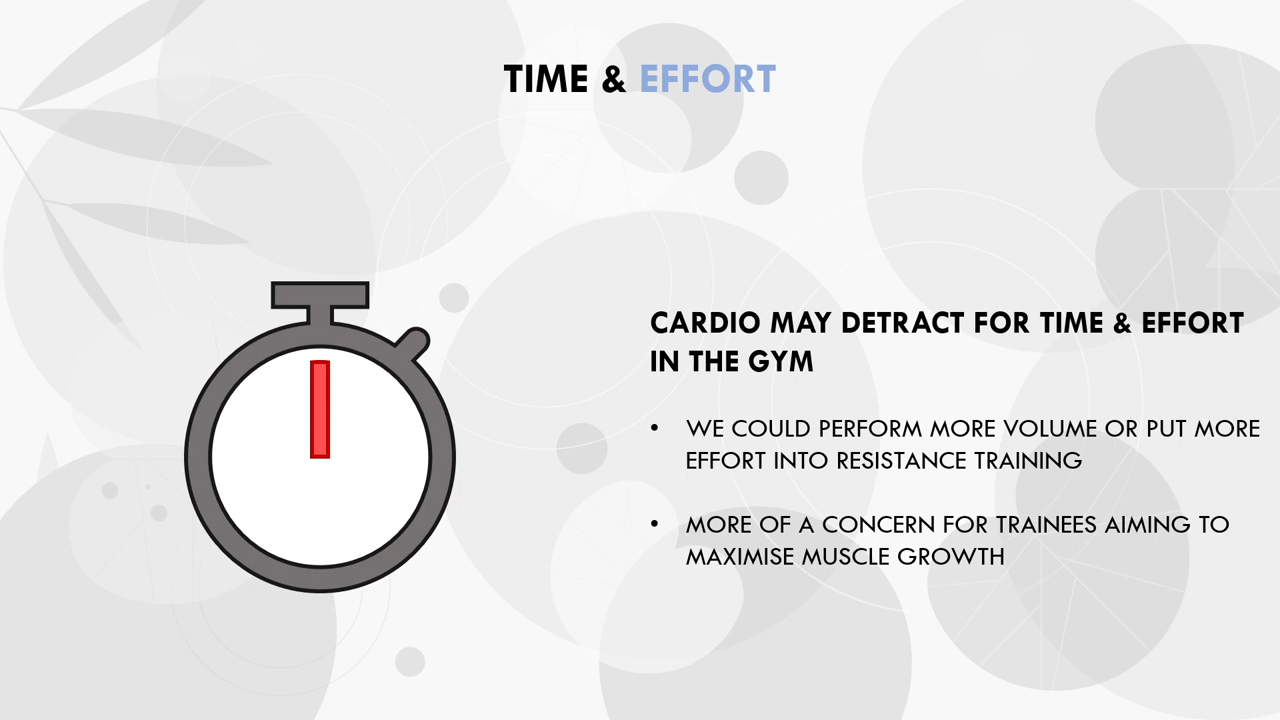 TIME & EFFORT
CARDIO MAY DETRACT FOR TIME & EFFORT
IN THE GYM
• WE COULD PERFORM MORE VOLUME OR PUT MORE
EFFORT INTO RESISTANCE TRAINING
• MORE OF A CONCERN FOR TRAINEES AIMING TO
MAXIMISE MUSCLE GROWTH